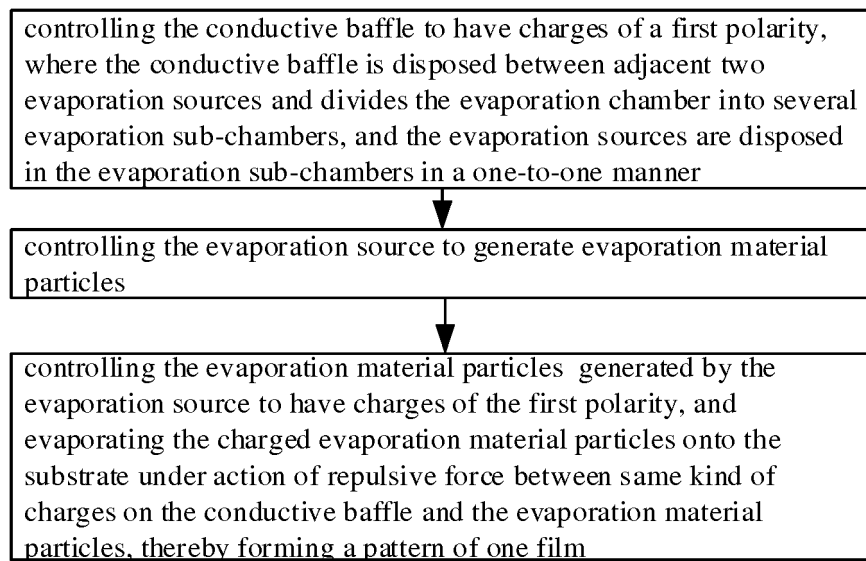 controlling the conductive baffle to have charges of a first polarity,
where the conductive baffle is disposed between adjacent two
evaporation sources and divides the evaporation chamber into several
evaporation sub-chambers, and the evaporation sources are disposed
in the evaporation sub-chambers in a one-to-one manner
controlling the evaporation source to generate evaporation material
particles
controlling the evaporation material particles generated by the
evaporation source to have charges of the first polarity, and
evaporating the charged evaporation material particles onto the
substrate under action of repulsive force between same kind of
charges on the conductive baffle and the evaporation material
particles, thereby forming a pattern of one film